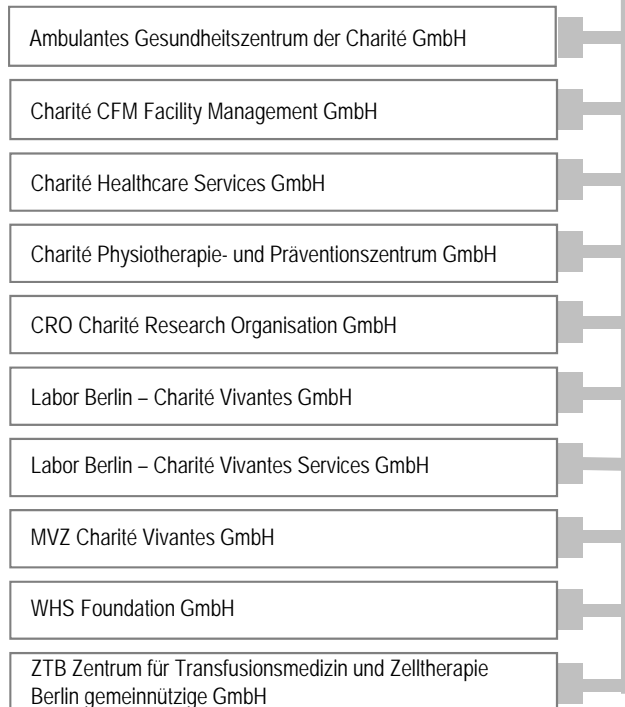 Ambulantes Gesundheitszentrum der Charité GmbH
Charité CFM Facility Management GmbH
Charité Healthcare Services GmbH
Charité Physiotherapie- und Präventionszentrum GmbH
CRO Charité Research Organisation GmbH
Labor Berlin – Charité Vivantes GmbH
Labor Berlin – Charité Vivantes Services GmbH
MVZ Charité Vivantes GmbH
WHS Foundation GmbH
ZTB Zentrum für Transfusionsmedizin und Zelltherapie
Berlin gemeinnützige GmbH